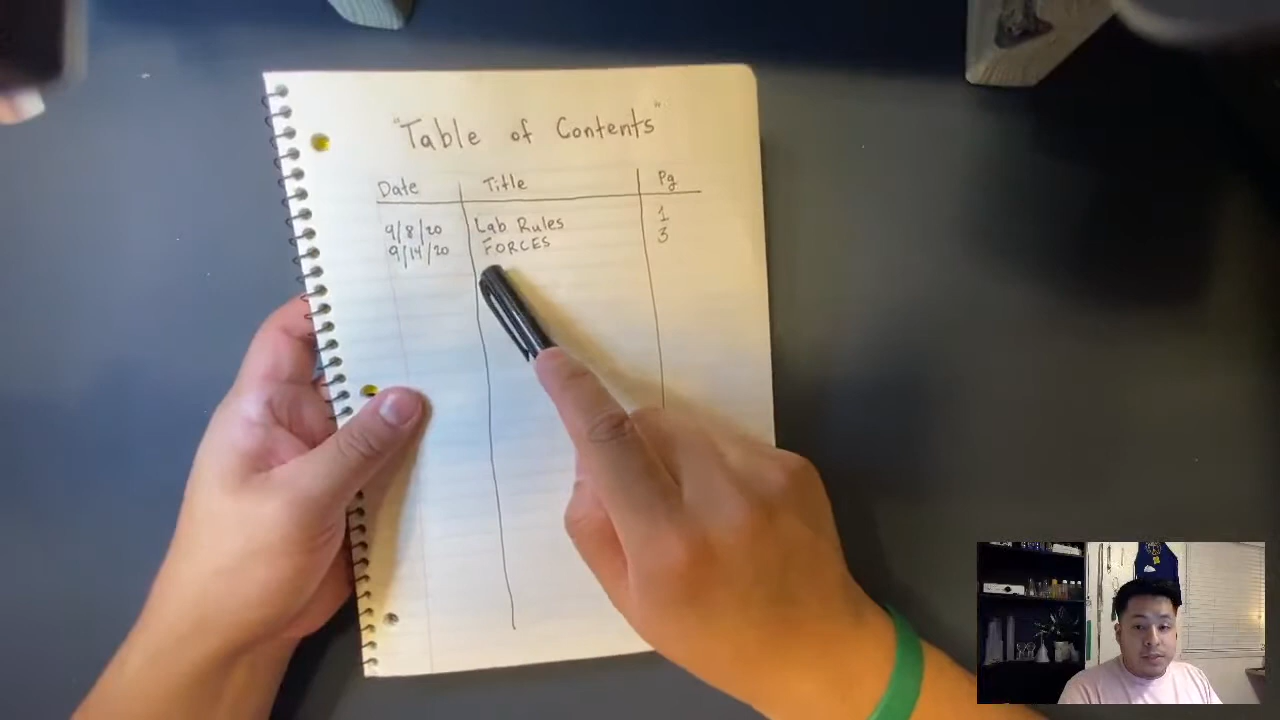 "Table of Contents"
Date Title Pg
9/8/20 Lab Rules 1
9/14/20 FORCES 3